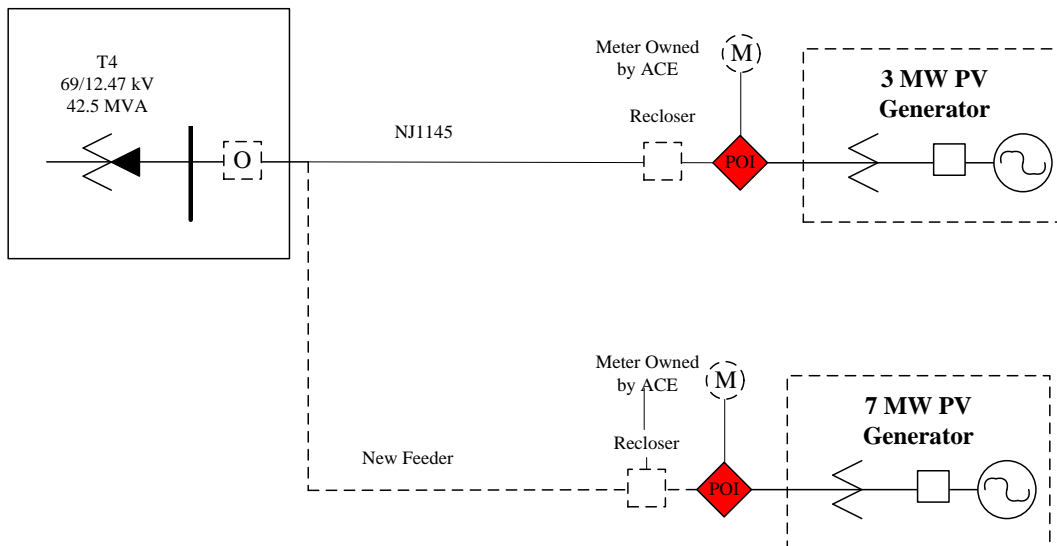 T4
69/12.47 kV
42.5 MVA
O
NJ1145
Meter Owned
by ACE
M
Recloser
POI
3 MW PV
Generator
Meter Owned
by ACE
M
Recloser
New Feeder
POI
7 MW PV
Generator